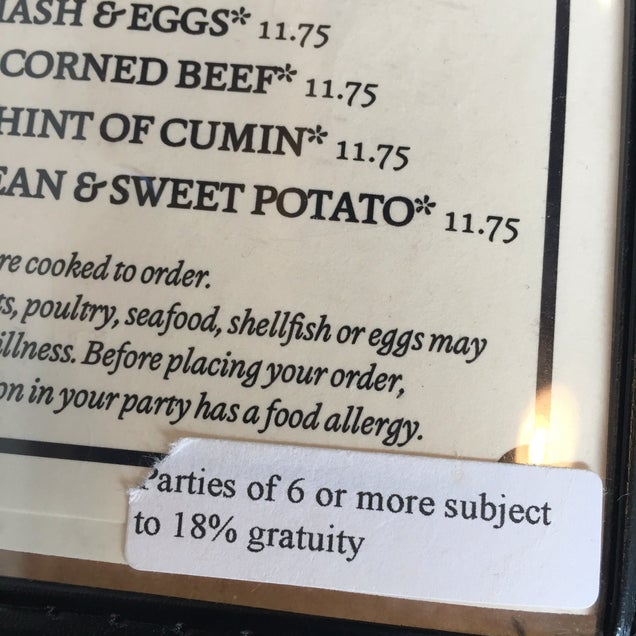 HASH & EGGS* 11.75
CORNED BEEF* 11.75
HINT OF CUMIN* 11.75
EAN & SWEET POTATO* 11.75
re cooked to order.
ts, poultry, seafood, shellfish or eggs may
illness. Before placing your order,
on in your party has a food allergy.
Parties of 6 or more subject
to 18% gratuity